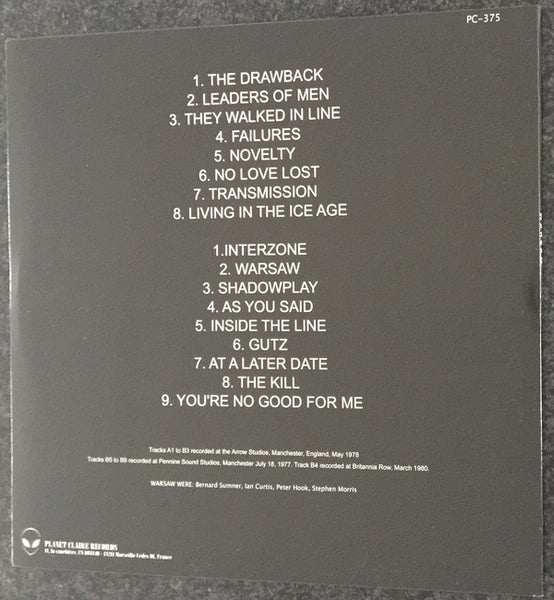 PC-375
1. THE DRAWBACK
2. LEADERS OF MEN
3. THEY WALKED IN LINE
4. FAILURES
5. NOVELTY
6. NO LOVE LOST
7. TRANSMISSION
8. LIVING IN THE ICE AGE
1.INTERZONE
2. WARSAW
3. SHADOWPLAY
4. AS YOU SAID
5. INSIDE THE LINE
6. GUTZ
7. AT A LATER DATE
8. THE KILL
9. YOU'RE NO GOOD FOR ME
Tracks A1 to B3 recorded at the Arrow Studios, Manchester, England, May 1978
Tracks B5 to B9 recorded at Pennine Sound Studios, Manchester July 18, 1977. Track B4 recorded at Britannia Row, March 1980.
WARSAW WERE: Bernard Sumner, Ian Curtis, Peter Hook, Stephen Morris
PLANET CLAIRE RECORDS
Marseille Cedex 01, France